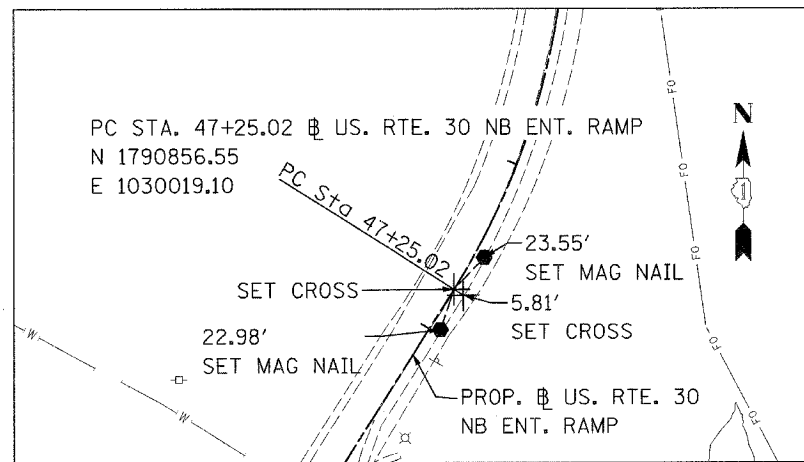 PC STA. 47+25.02 ⅊ US. RTE. 30 NB ENT. RAMP
N 1790856.55
E 1030019.10
N
PC Sta 47+25.02
23.55'
SET MAG NAIL
SET CROSS
5.81'
SET CROSS
22.98'
SET MAG NAIL
PROP. ⅊ US. RTE. 30
NB ENT. RAMP
W
W
FO
FO
FO
FO